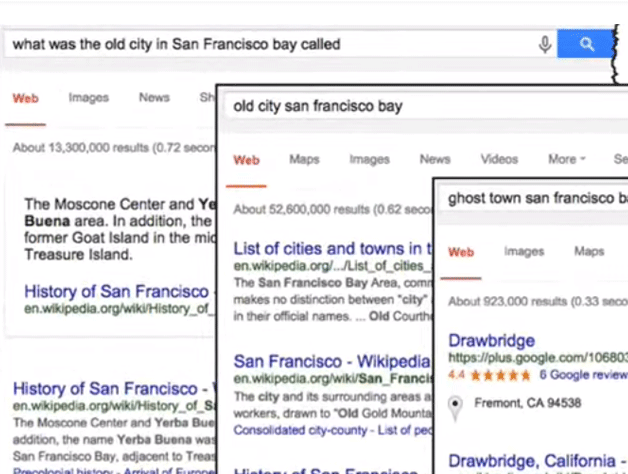 what was the old city in San Francisco bay called
Web Images News Sh
About 13,300,000 results (0.72 secon
The Moscone Center and Ye
Buena area. In addition, the
former Goat Island in the mid
Treasure Island.
History of San Francisco
en.wikipedia.org/wiki/History_of_
History of San Francisco -
en.wikipedia.org/wiki/History_of_Sa
The Moscone Center and Yerba Bue
addition, the name Yerba Buena was
San Francisco Bay, adjacent to Treas
Precolonial history - Arrival of Europe
old city san francisco bay
Web Maps Images News Videos More Se
About 52,600,000 results (0.62 seco
List of cities and towns in t
en.wikipedia.org/.../List_of_cities_
The San Francisco Bay Area, comm
makes no distinction between "city"
in their official names. ... Old Courth
San Francisco - Wikipedia
en.wikipedia.org/wiki/San_Francis
The city and its surrounding areas a
workers, drawn to "Old Gold Mounta
Consolidated city-county - List of peo
History of San Francisco
ghost town san francisco ba
Web Images Maps
About 923,000 results (0.33 seco
Drawbridge
https://plus.google.com/106803
4.4 ★★★★★ 6 Google review
Fremont, CA 94538
Drawbridge, California -